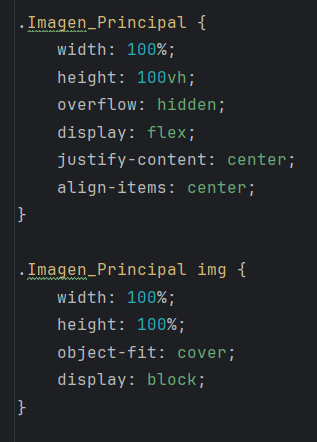 .Imagen_Principal {
    width: 100%;
    height: 100vh;
    overflow: hidden;
    display: flex;
    justify-content: center;
    align-items: center;
}

.Imagen_Principal img {
    width: 100%;
    height: 100%;
    object-fit: cover;
    display: block;
}